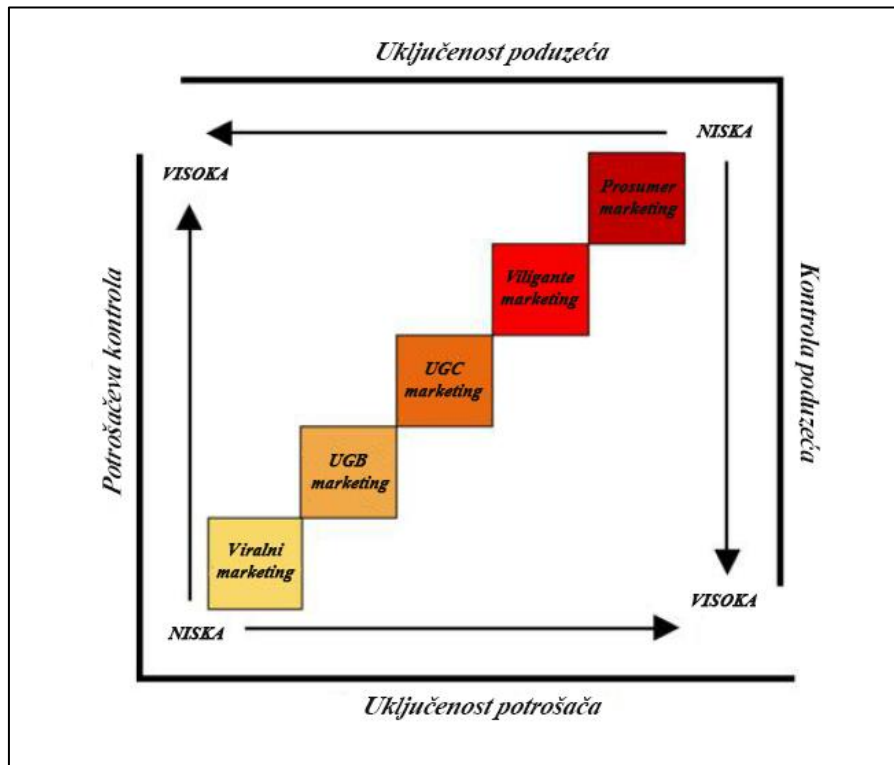 Uključenost poduzeća
NISKA
VISOKA
Prosumer
marketing
Viligante
marketing
Potrošačeva kontrola
Kontrola poduzeća
UGC
marketing
UGB
marketing
Viralni
marketing
VISOKA
NISKA
Uključenost potrošača